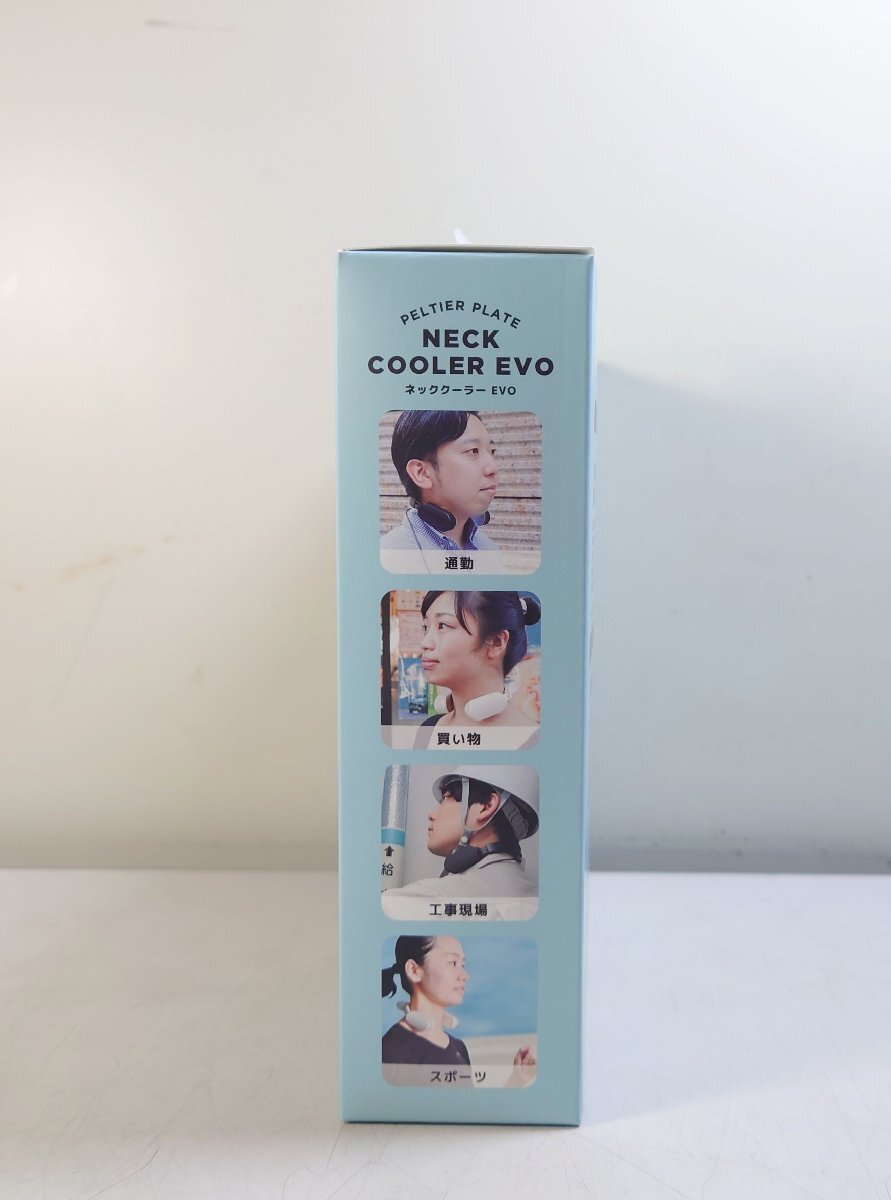 PELTIER PLATE
NECK
COOLER EVO
ネッククーラー EVO
通勤
買い物
給
工事現場
スポーツ